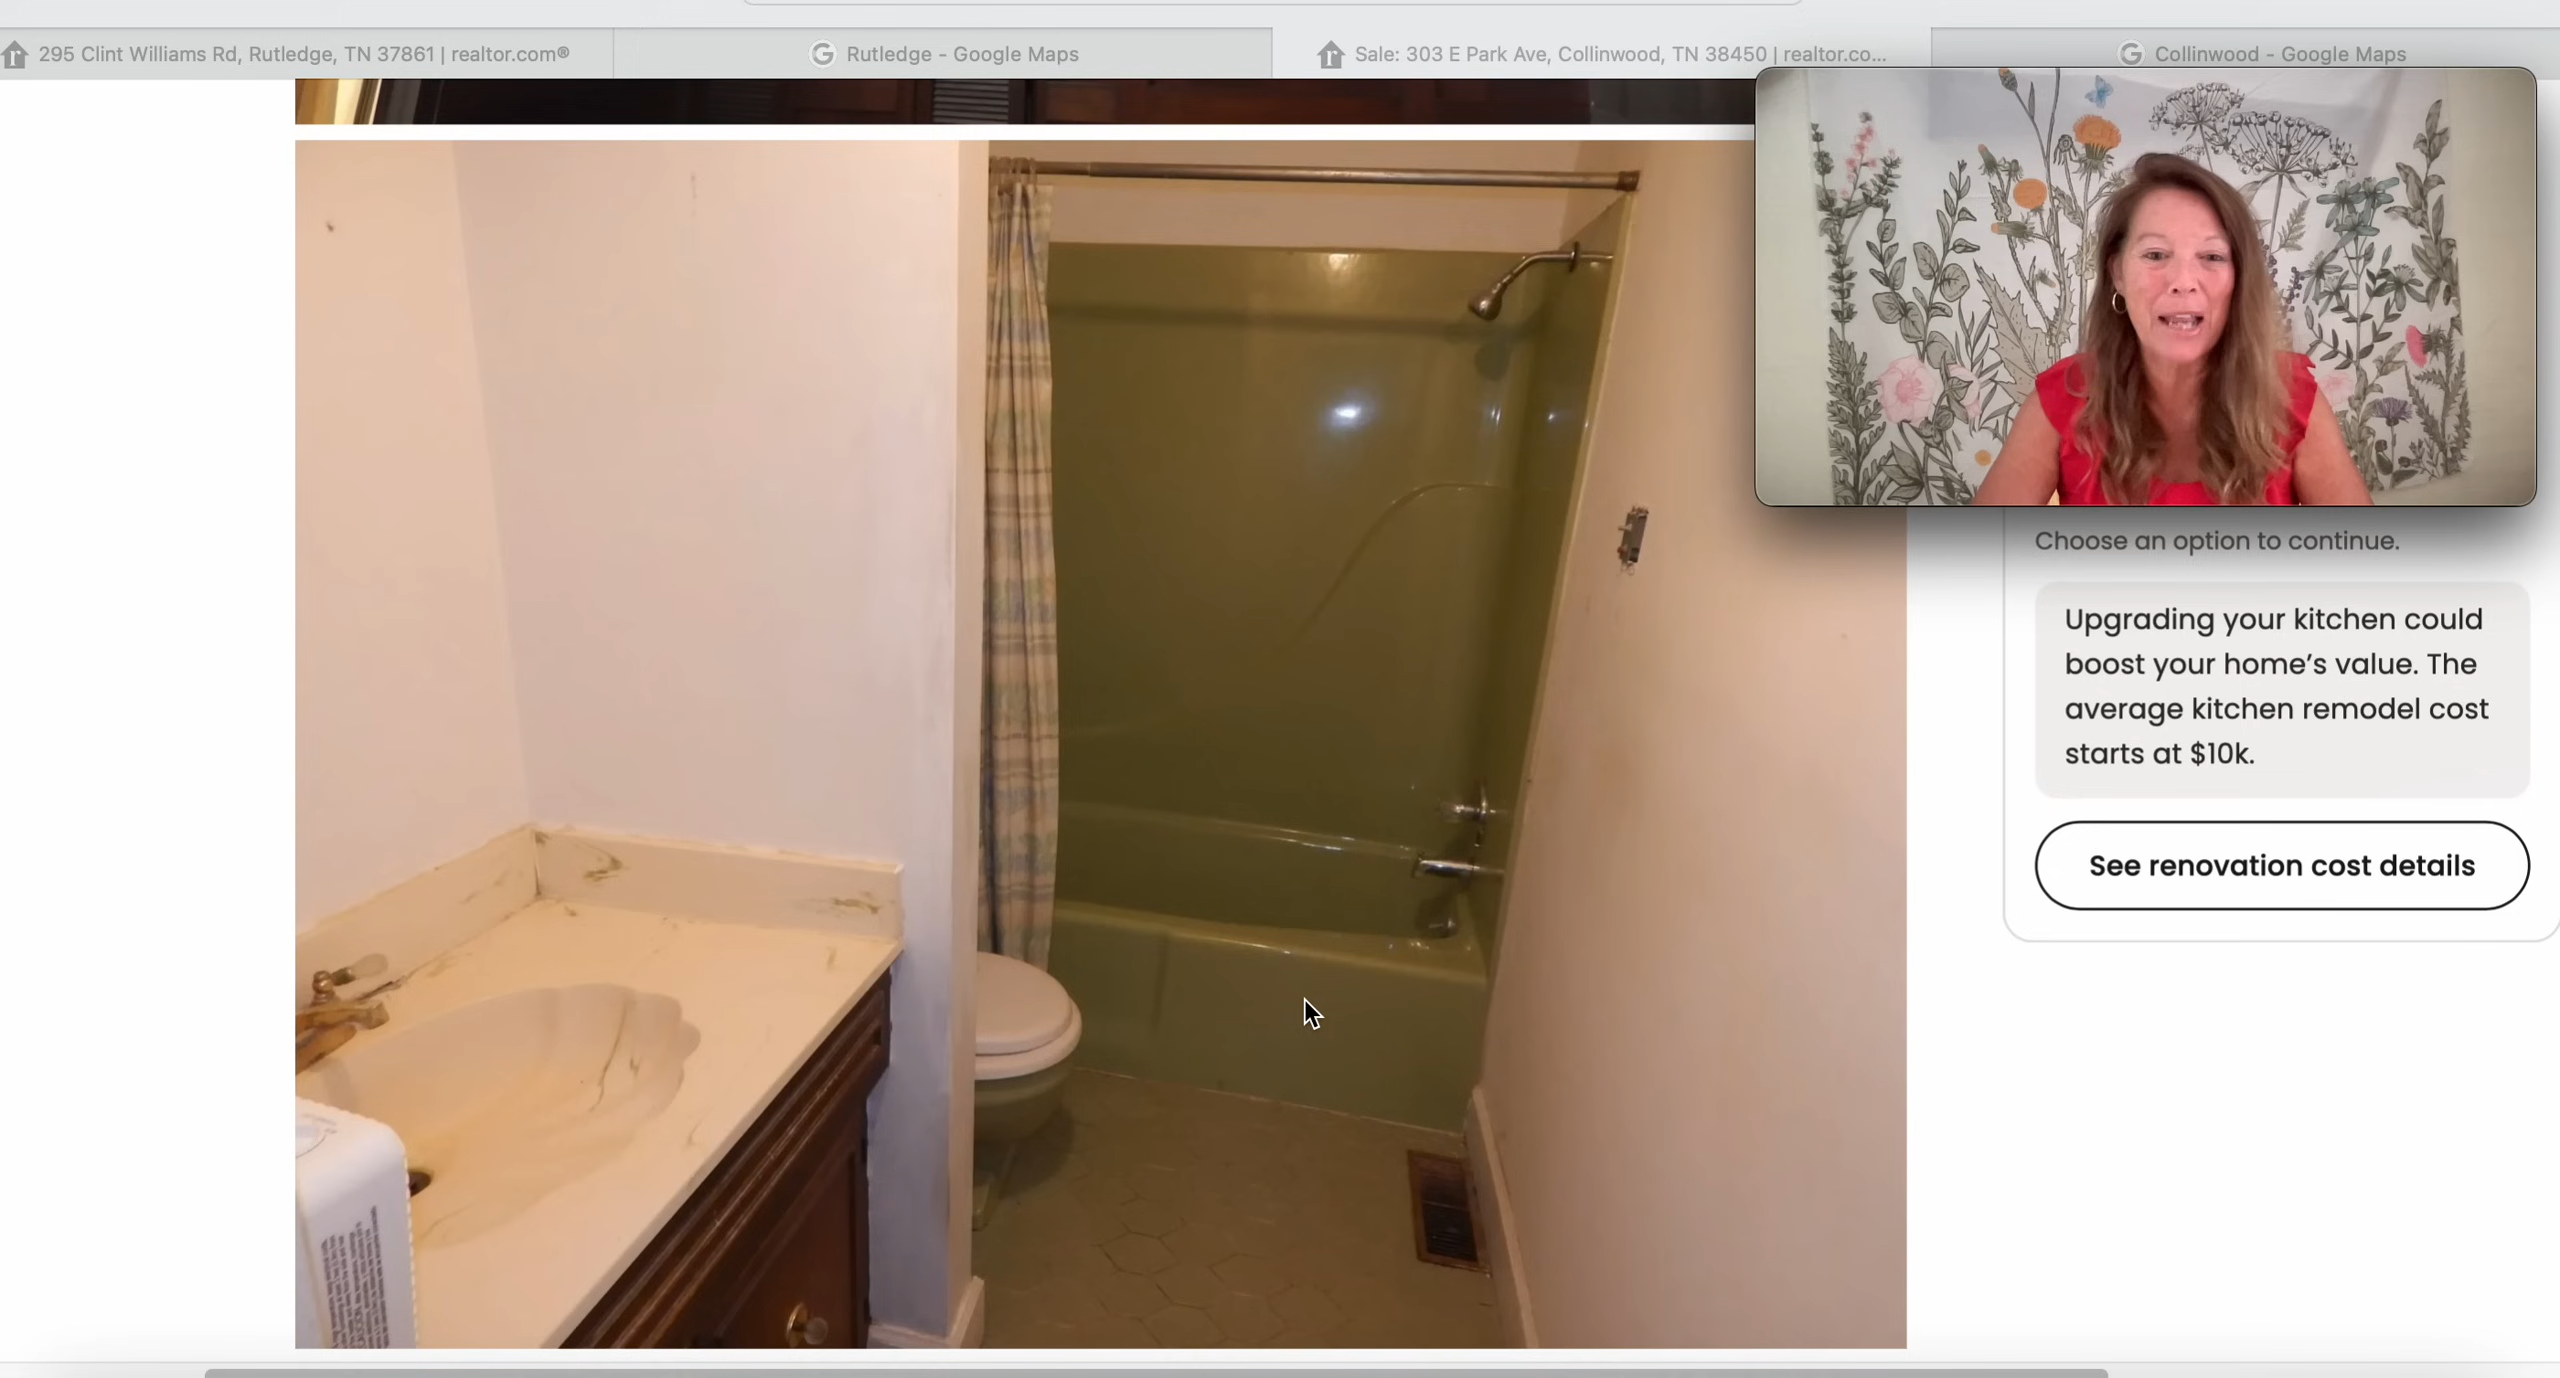 295 Clint Williams Rd, Rutledge, TN 37861 | realtor.com®
Rutledge - Google Maps
Sale: 303 E Park Ave, Collinwood, TN 38450 | realtor.co...
Collinwood - Google Maps
Choose an option to continue.
Upgrading your kitchen could
boost your home’s value. The
average kitchen remodel cost
starts at $10k.
See renovation cost details